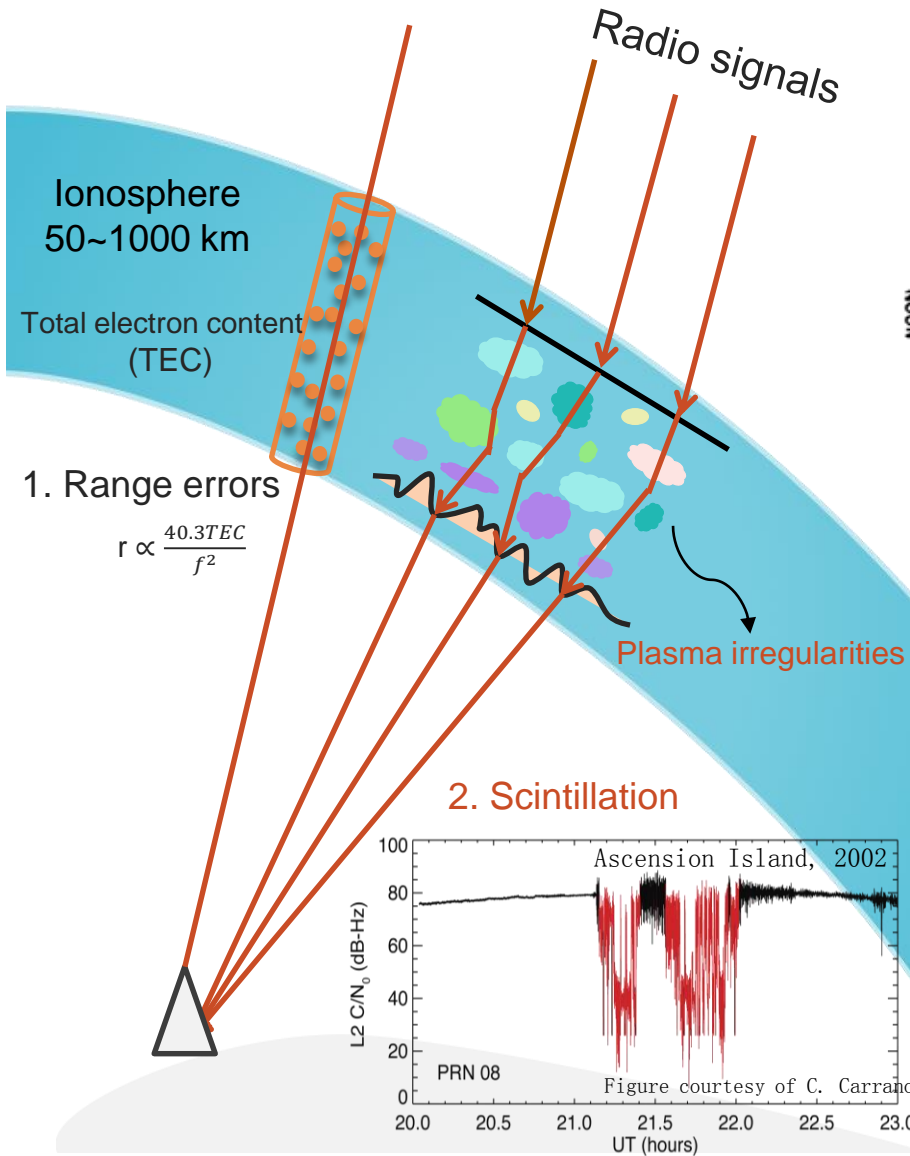 Radio signals
Ionosphere
50~1000 km
Total electron content
(TEC)
1. Range errors
r ∝ 40.3TEC / f²
Plasma irregularities
2. Scintillation
Ascension Island, 2002
L2 C/N₀ (dB-Hz)
100
80
60
40
20
0
PRN 08
Figure courtesy of C. Carrano
20.0 20.5 21.0 21.5 22.0 22.5 23.0
UT (hours)